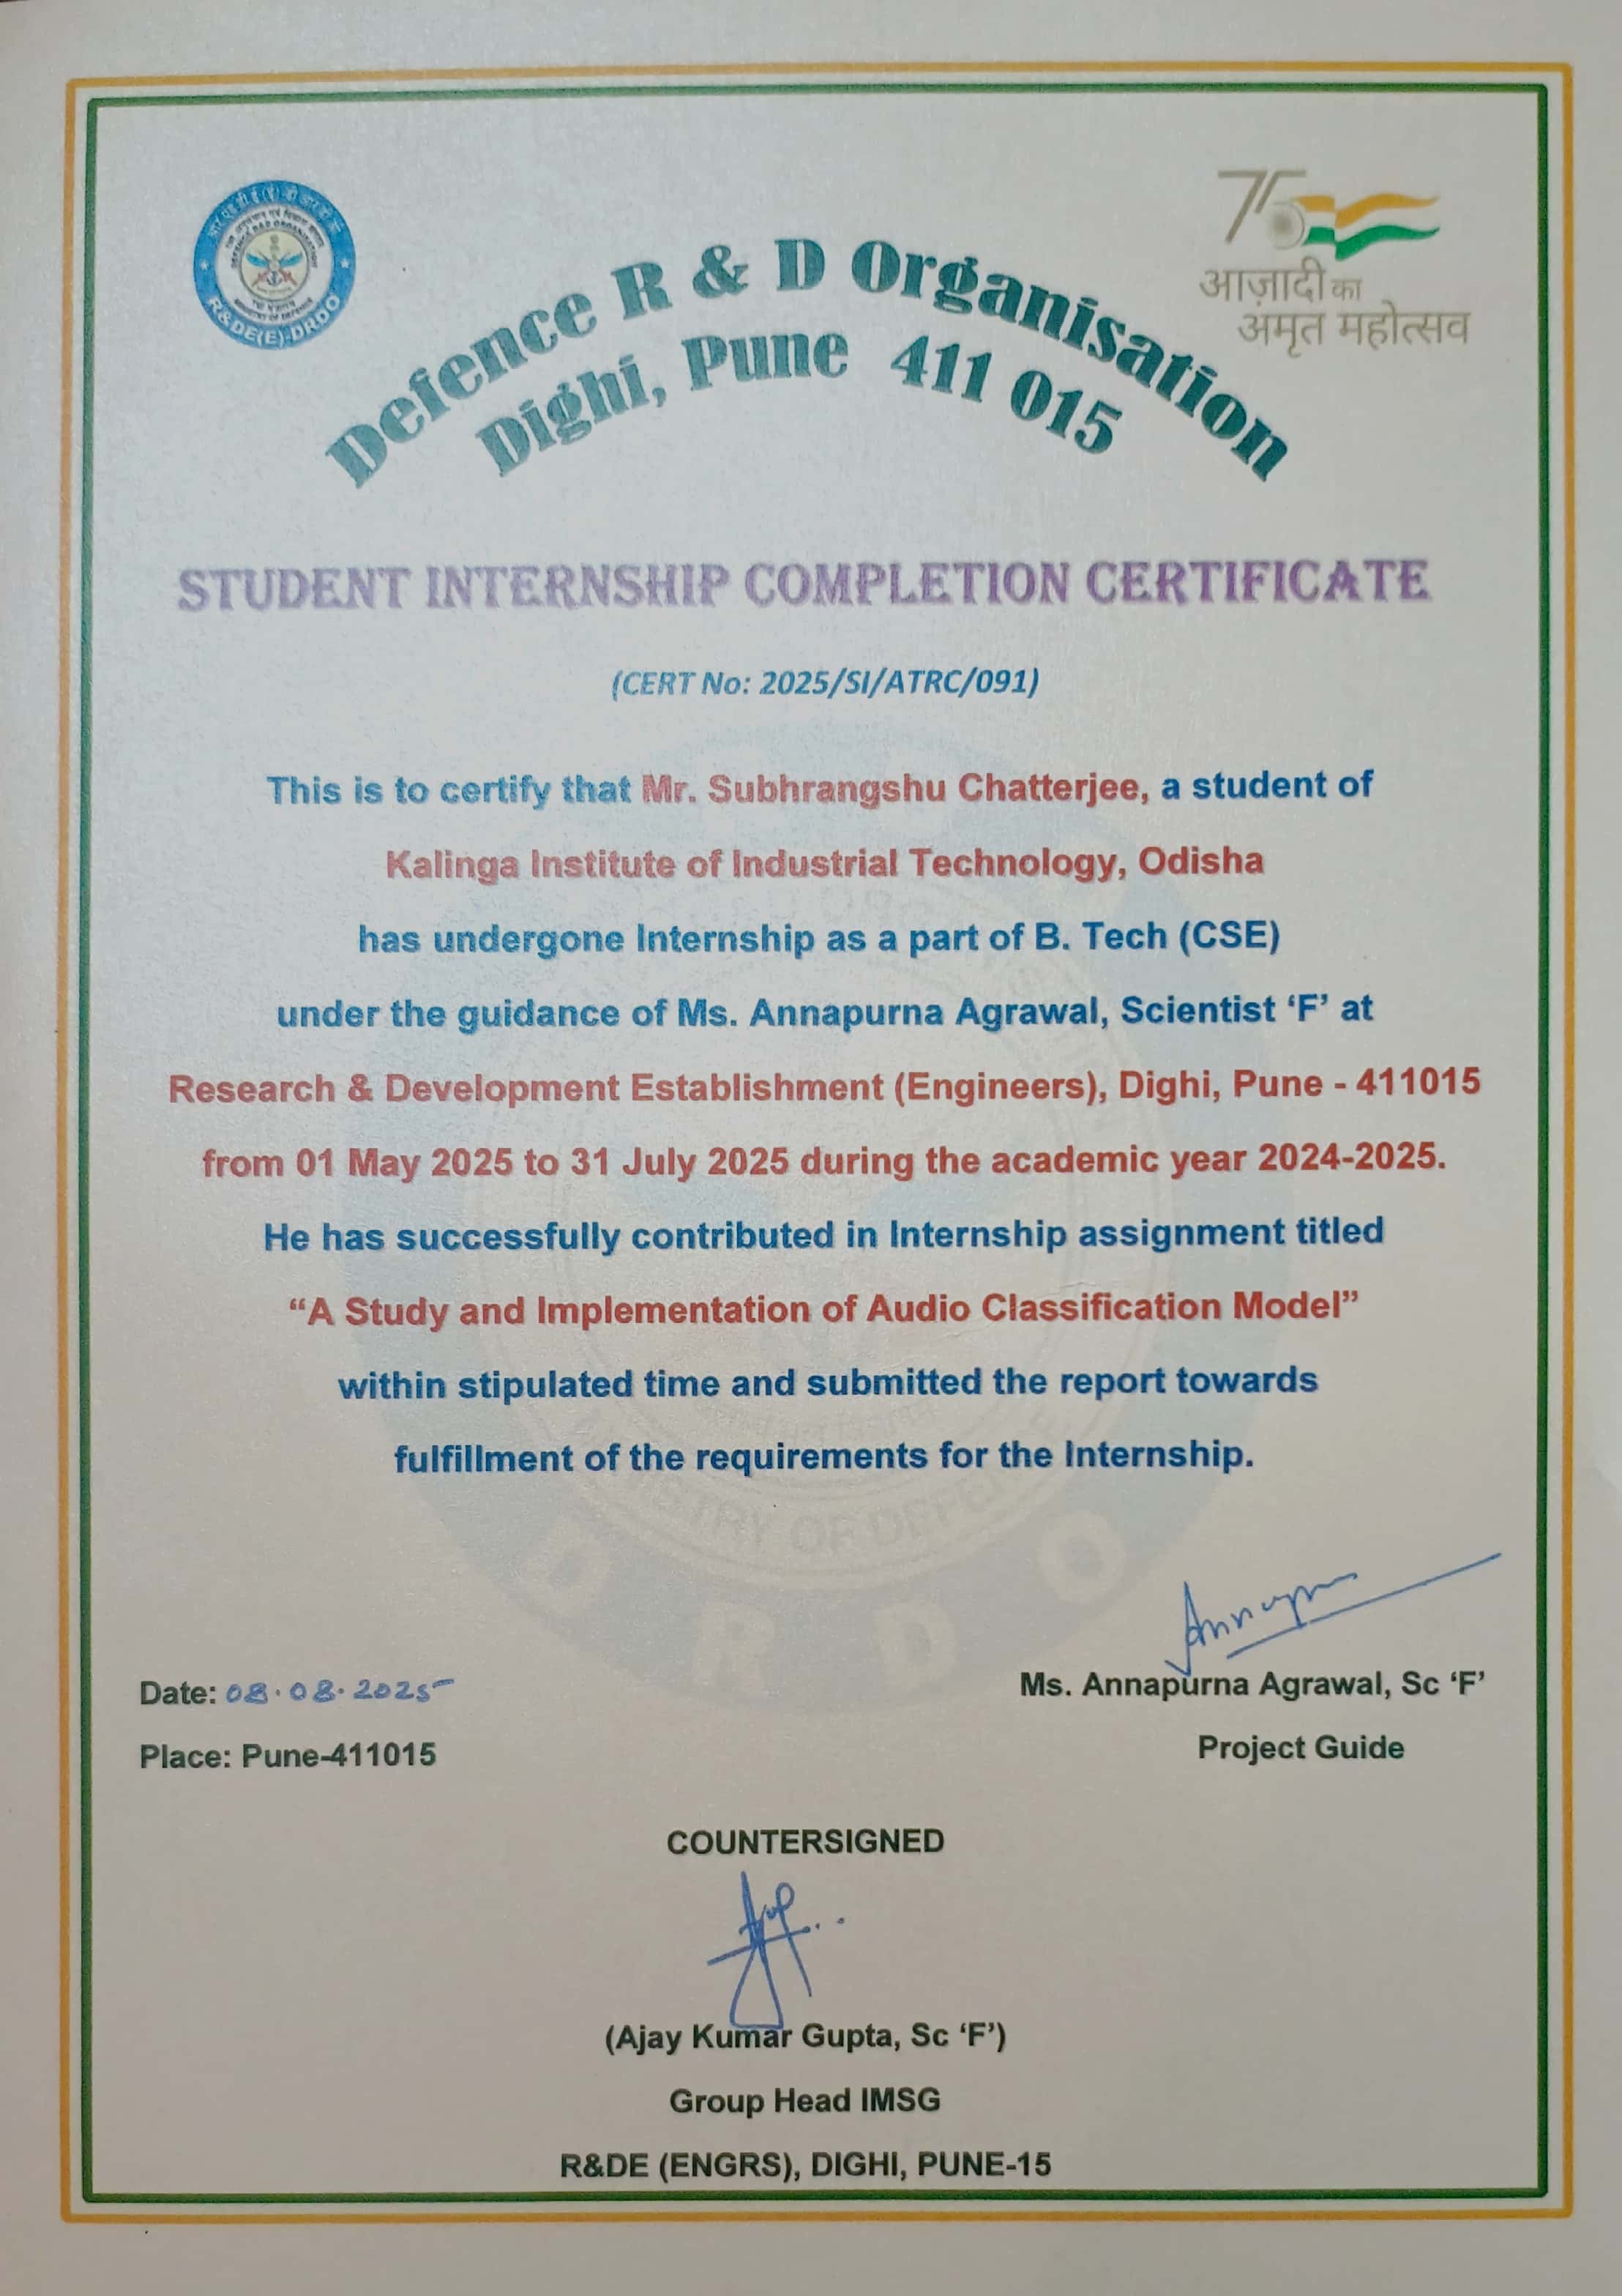 R&DE(E)-DRDO
75
आज़ादी का
अमृत महोत्सव
Defence R & D Organisation
Dighi, Pune 411 015
STUDENT INTERNSHIP COMPLETION CERTIFICATE
(CERT No: 2025/SI/ATRC/091)
This is to certify that Mr. Subhrangshu Chatterjee, a student of
Kalinga Institute of Industrial Technology, Odisha
has undergone Internship as a part of B. Tech (CSE)
under the guidance of Ms. Annapurna Agrawal, Scientist ‘F’ at
Research & Development Establishment (Engineers), Dighi, Pune - 411015
from 01 May 2025 to 31 July 2025 during the academic year 2024-2025.
He has successfully contributed in Internship assignment titled
“A Study and Implementation of Audio Classification Model”
within stipulated time and submitted the report towards
fulfillment of the requirements for the Internship.
MINISTRY OF DEFENCE
DRDO
Date: 08.08.2025
Place: Pune-411015
Ms. Annapurna Agrawal, Sc ‘F’
Project Guide
COUNTERSIGNED
(Ajay Kumar Gupta, Sc ‘F’)
Group Head IMSG
R&DE (ENGRS), DIGHI, PUNE-15